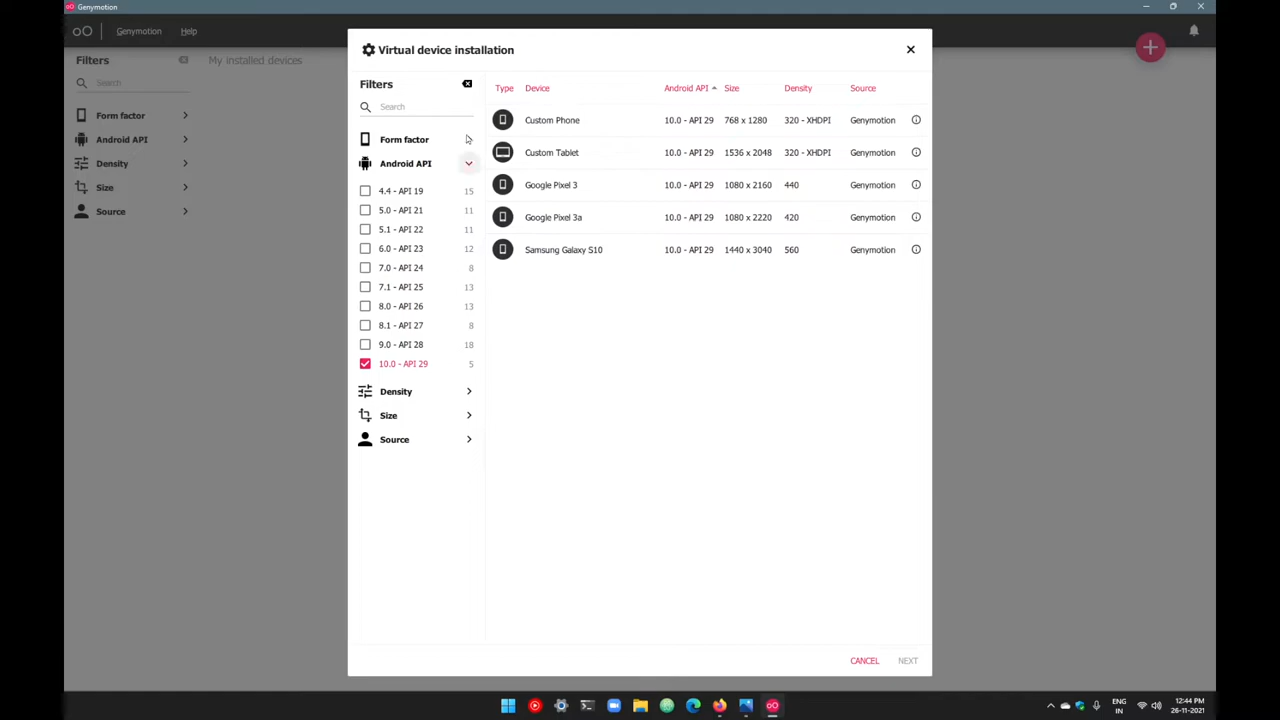 Genymotion
Genymotion Help
Filters
My installed devices
Search
Form factor
Android API
Density
Size
Source
Virtual device installation
Filters
Search
Form factor
Android API
4.4 - API 19 15
5.0 - API 21 11
5.1 - API 22 11
6.0 - API 23 12
7.0 - API 24 8
7.1 - API 25 13
8.0 - API 26 13
8.1 - API 27 8
9.0 - API 28 18
10.0 - API 29 5
Density
Size
Source
Type Device Android API Size Density Source
Custom Phone 10.0 - API 29 768 x 1280 320 - XHDPI Genymotion
Custom Tablet 10.0 - API 29 1536 x 2048 320 - XHDPI Genymotion
Google Pixel 3 10.0 - API 29 1080 x 2160 440 Genymotion
Google Pixel 3a 10.0 - API 29 1080 x 2220 420 Genymotion
Samsung Galaxy S10 10.0 - API 29 1440 x 3040 560 Genymotion
CANCEL NEXT
ENG
IN
12:44 PM
26-11-2021